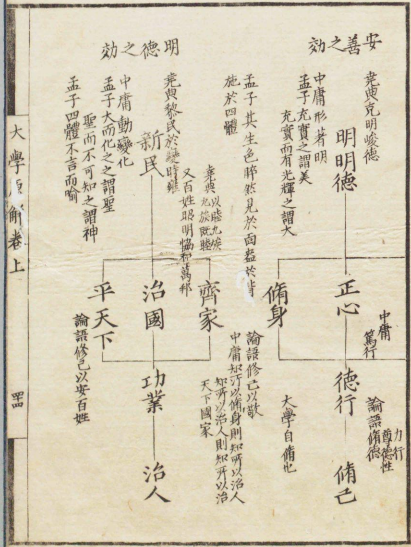 安善之効
堯典克明峻德
明明德
中庸形著明
孟子充實之謂美
充實而有光輝之謂大
正心
中庸
篤行
德行
力行
尊德性
論語脩德
脩己
脩身
大學自脩也
孟子其生色睟然見於面盎於背
施於四體
論語修己以敬
中庸知所以脩身則知所以治人
知所以治人則知所以治
天下國家
明德之効
堯典黎民於變時雍
新民
堯典以睦九族
九族既睦
又百姓昭明恊和萬邦
齊家
治國
功業
治人
中庸動變化
孟子大而化之之謂聖
聖而不可知之謂神
孟子四體不言而喻
平天下
論語修己以安百姓
大學原解卷上